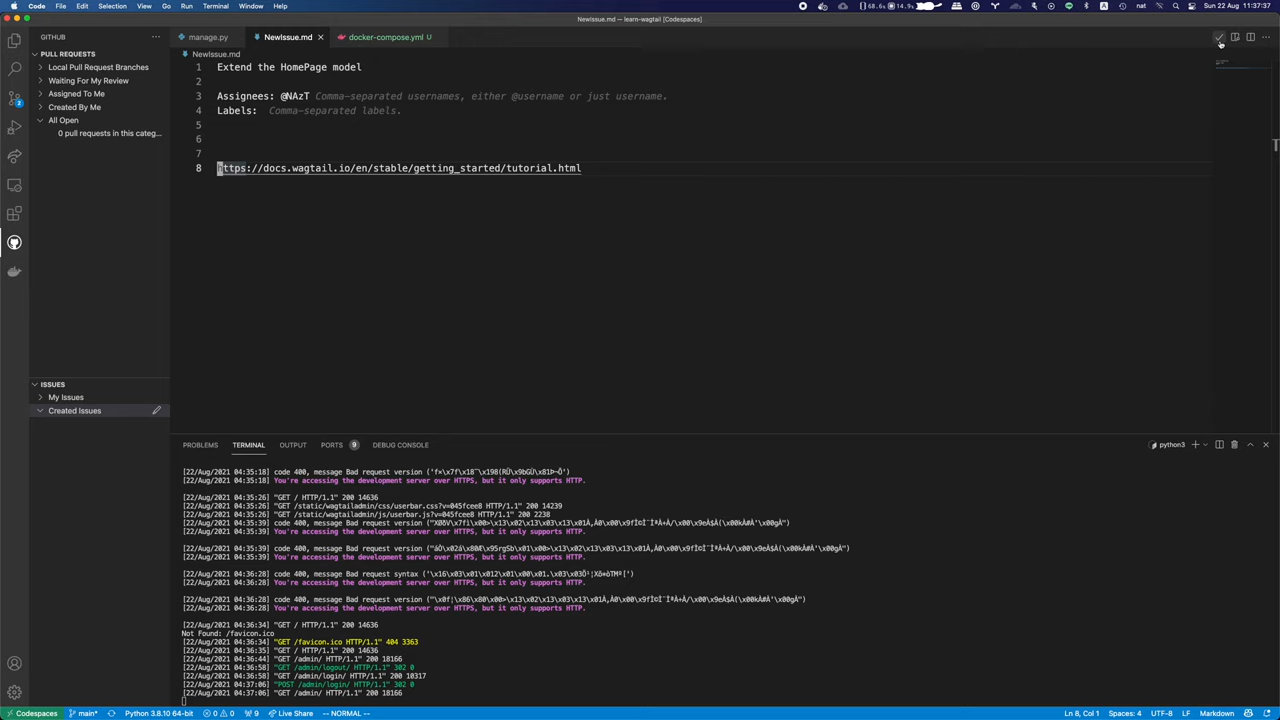 Code File Edit Selection View Go Run Terminal Window Help
68.6s 14.9% nat Sun 22 Aug 11:37:37
NewIssue.md — learn-wagtail [Codespaces]
GITHUB
manage.py
NewIssue.md
docker-compose.yml U
PULL REQUESTS
Local Pull Request Branches
Waiting For My Review
Assigned To Me
Created By Me
All Open
0 pull requests in this categ...
NewIssue.md
1 Extend the HomePage model
2
3 Assignees: @NAzT Comma-separated usernames, either @username or just username.
4 Labels: Comma-separated labels.
5
6
7
8 https://docs.wagtail.io/en/stable/getting_started/tutorial.html
2
ISSUES
My Issues
Created Issues
PROBLEMS TERMINAL OUTPUT PORTS 9 DEBUG CONSOLE
python3
[22/Aug/2021 04:35:18] code 400, message Bad request version
[22/Aug/2021 04:35:18] You're accessing the development server over HTTPS, but it only supports HTTP.
[22/Aug/2021 04:35:26] "GET / HTTP/1.1" 200 14636
[22/Aug/2021 04:35:26] "GET /static/wagtailadmin/css/userbar.css?v=045fcee8 HTTP/1.1" 200 14239
[22/Aug/2021 04:35:26] "GET /static/wagtailadmin/js/userbar.js?v=045fcee8 HTTP/1.1" 200 2238
[22/Aug/2021 04:35:39] code 400, message Bad request version
[22/Aug/2021 04:35:39] You're accessing the development server over HTTPS, but it only supports HTTP.
[22/Aug/2021 04:35:39] code 400, message Bad request version
[22/Aug/2021 04:35:39] You're accessing the development server over HTTPS, but it only supports HTTP.
[22/Aug/2021 04:36:28] code 400, message Bad request syntax
[22/Aug/2021 04:36:28] You're accessing the development server over HTTPS, but it only supports HTTP.
[22/Aug/2021 04:36:28] code 400, message Bad request version
[22/Aug/2021 04:36:28] You're accessing the development server over HTTPS, but it only supports HTTP.
[22/Aug/2021 04:36:34] "GET / HTTP/1.1" 200 14636
Not Found: /favicon.ico
[22/Aug/2021 04:36:34] "GET /favicon.ico HTTP/1.1" 404 3363
[22/Aug/2021 04:36:35] "GET / HTTP/1.1" 200 14636
[22/Aug/2021 04:36:44] "GET /admin/ HTTP/1.1" 200 18166
[22/Aug/2021 04:36:58] "GET /admin/logout/ HTTP/1.1" 302 0
[22/Aug/2021 04:36:58] "GET /admin/login/ HTTP/1.1" 200 10317
[22/Aug/2021 04:37:06] "POST /admin/login/ HTTP/1.1" 302 0
[22/Aug/2021 04:37:06] "GET /admin/ HTTP/1.1" 200 18166
Codespaces main* Python 3.8.10 64-bit 0 0 9 Live Share -- NORMAL -- Ln 8, Col 1 Spaces: 4 UTF-8 LF Markdown